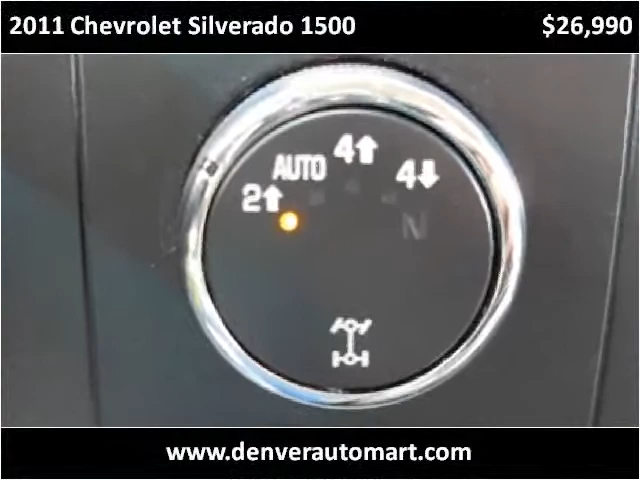 2011 Chevrolet Silverado 1500 $26,990
2⬆ AUTO 4⬆ 4⬇
N
www.denverautomart.com